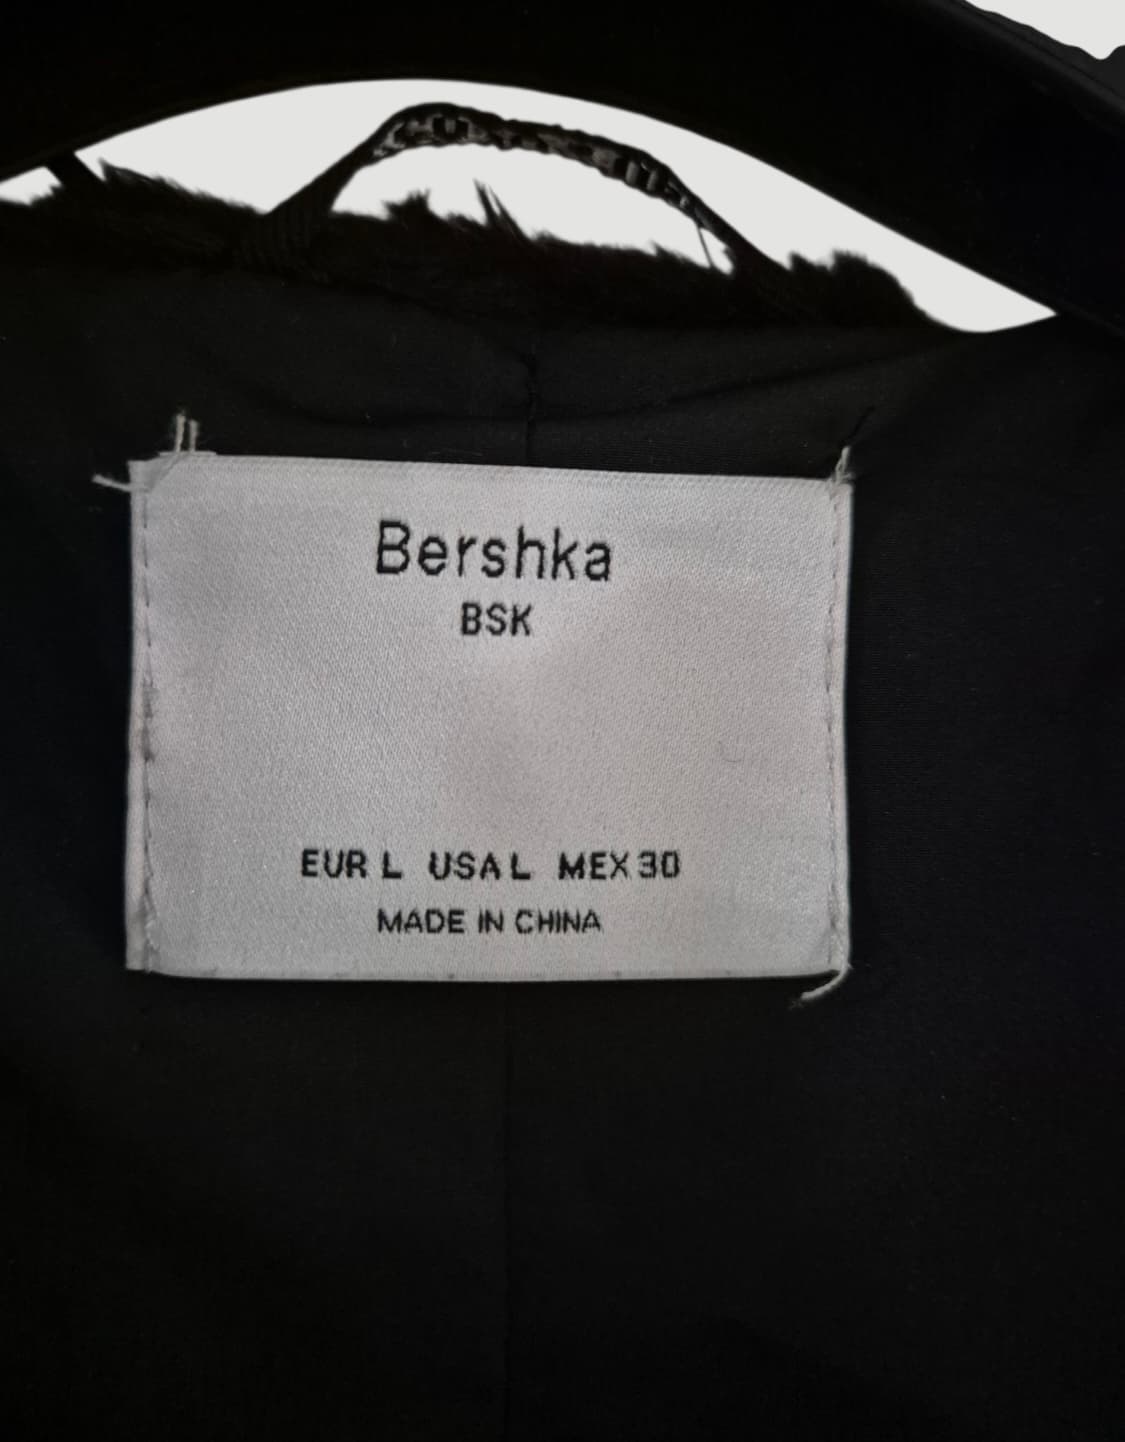 Bershka
BSK
EUR L USA L MEX 30
MADE IN CHINA